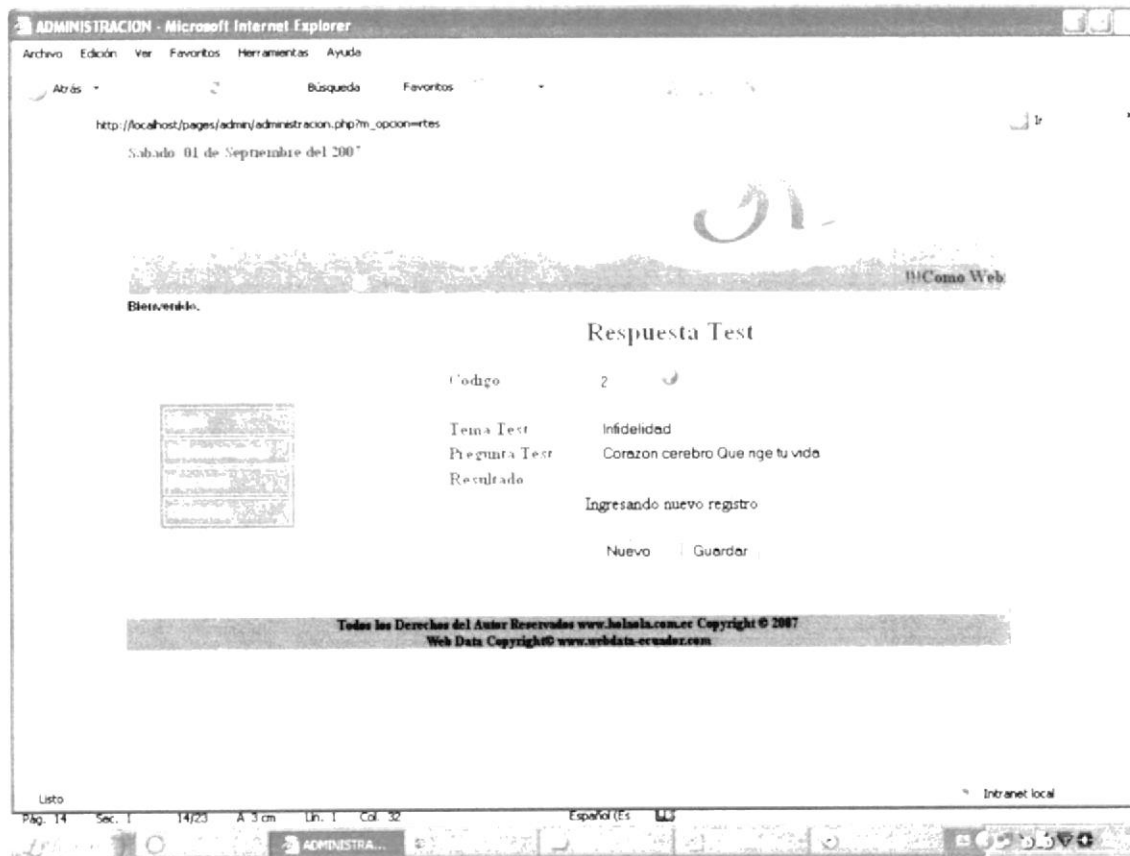 ADMINISTRACION - Microsoft Internet Explorer
Archivo Edición Ver Favoritos Herramientas Ayuda
Atrás Búsqueda Favoritos
http://localhost/pages/admin/administracion.php?m_opcion=rtes Ir
Sabado 01 de Septiembre del 2007
!!!Como Web
Bienvenido.
Respuesta Test
Codigo 2
Tema Test Infidelidad
Pregunta Test Corazon cerebro Que rige tu vida
Resultado
Ingresando nuevo registro
Nuevo Guardar
Todos los Derechos del Autor Reservados www.holaola.com.ec Copyright © 2007
Web Data Copyright© www.webdata-ecuador.com
Listo Intranet local
Pág. 14 Sec. 1 14/23 A 3 cm Lín. 1 Col. 32 Español (Es
ADMINISTRA...